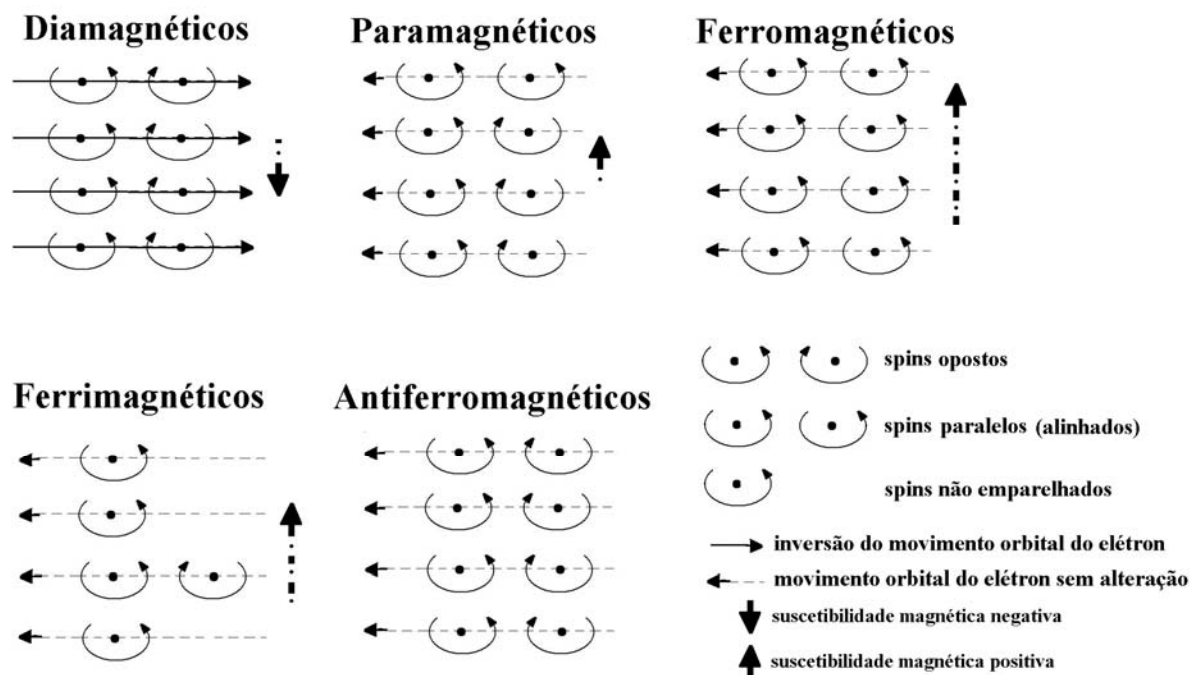 Diamagnéticos
Paramagnéticos
Ferromagnéticos
Ferrimagnéticos
Antiferromagnéticos
spins opostos
spins paralelos (alinhados)
spins não emparelhados
inversão do movimento orbital do elétron
movimento orbital do elétron sem alteração
suscetibilidade magnética negativa
suscetibilidade magnética positiva